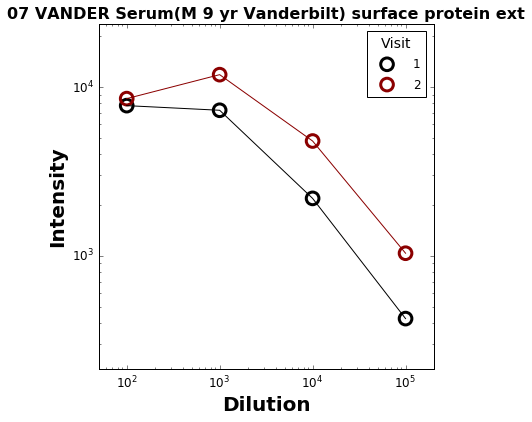 07 VANDER Serum(M 9 yr Vanderbilt) surface protein ext
Visit
1
2
10⁴
10³
Intensity
10² 10³ 10⁴ 10⁵
Dilution